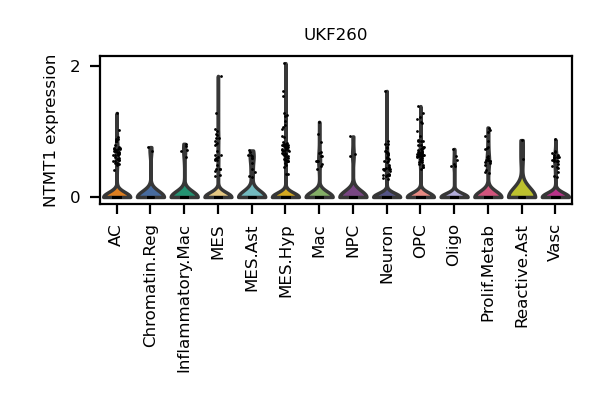 UKF260
NTMT1 expression
2
0
AC
Chromatin.Reg
Inflammatory.Mac
MES
MES.Ast
MES.Hyp
Mac
NPC
Neuron
OPC
Oligo
Prolif.Metab
Reactive.Ast
Vasc